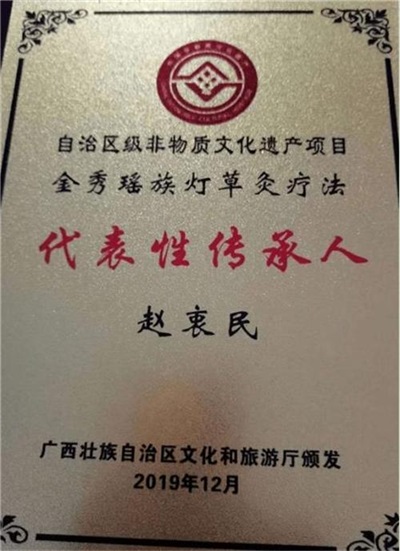 自治区级非物质文化遗产项目
金秀瑶族灯草灸疗法
代表性传承人
赵衷民
广西壮族自治区文化和旅游厅颁发
2019年12月